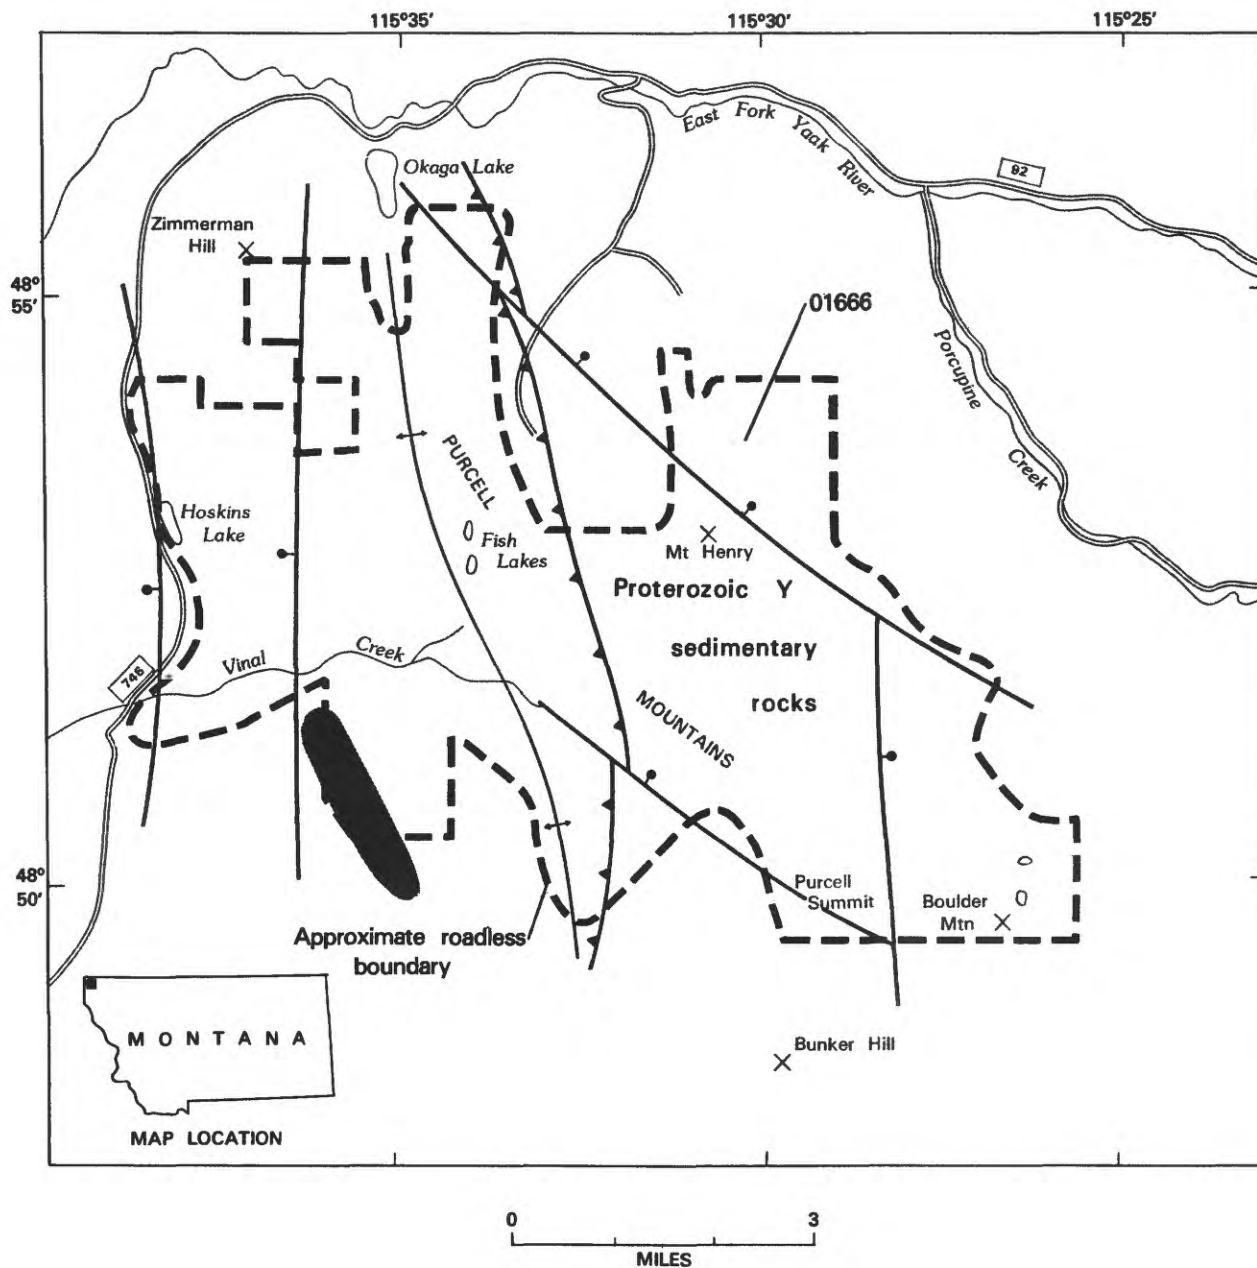 115°35′
115°30′
115°25′
East Fork Yaak River
92
Okaga Lake
Zimmerman
Hill
48°
55′
01666
Porcupine
Creek
PURCELL
Hoskins
Lake
Fish
Lakes
Mt Henry
Proterozoic Y
sedimentary
rocks
Vinal Creek
746
MOUNTAINS
48°
50′
Purcell
Summit
Boulder
Mtn
Approximate roadless
boundary
MONTANA
Bunker Hill
MAP LOCATION
0 3
MILES